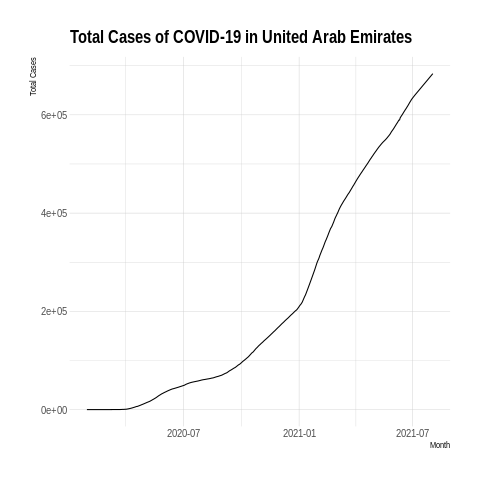 Total Cases of COVID-19 in United Arab Emirates
Total Cases
6e+05
4e+05
2e+05
0e+00
2020-07
2021-01
2021-07
Month